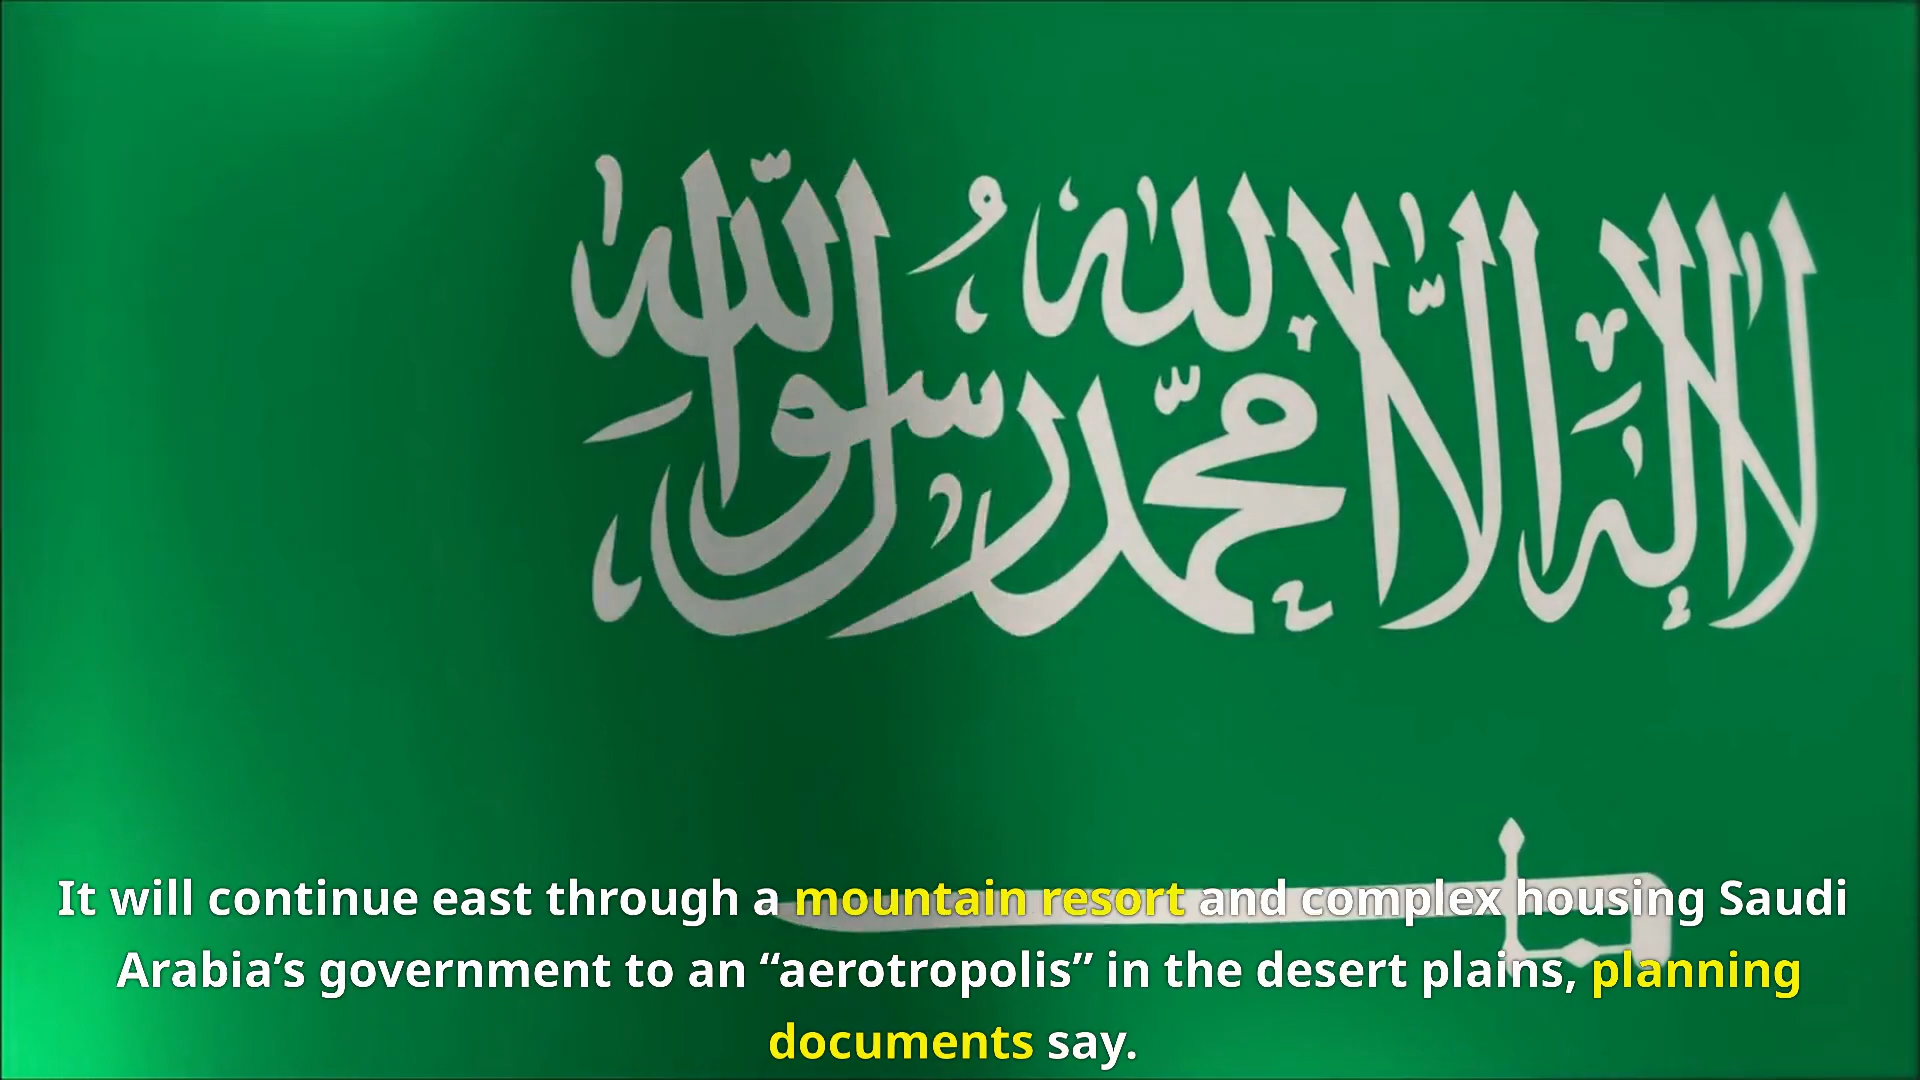 لا إله إلا الله محمد رسول الله
It will continue east through a mountain resort and complex housing Saudi
Arabia’s government to an “aerotropolis” in the desert plains, planning
documents say.